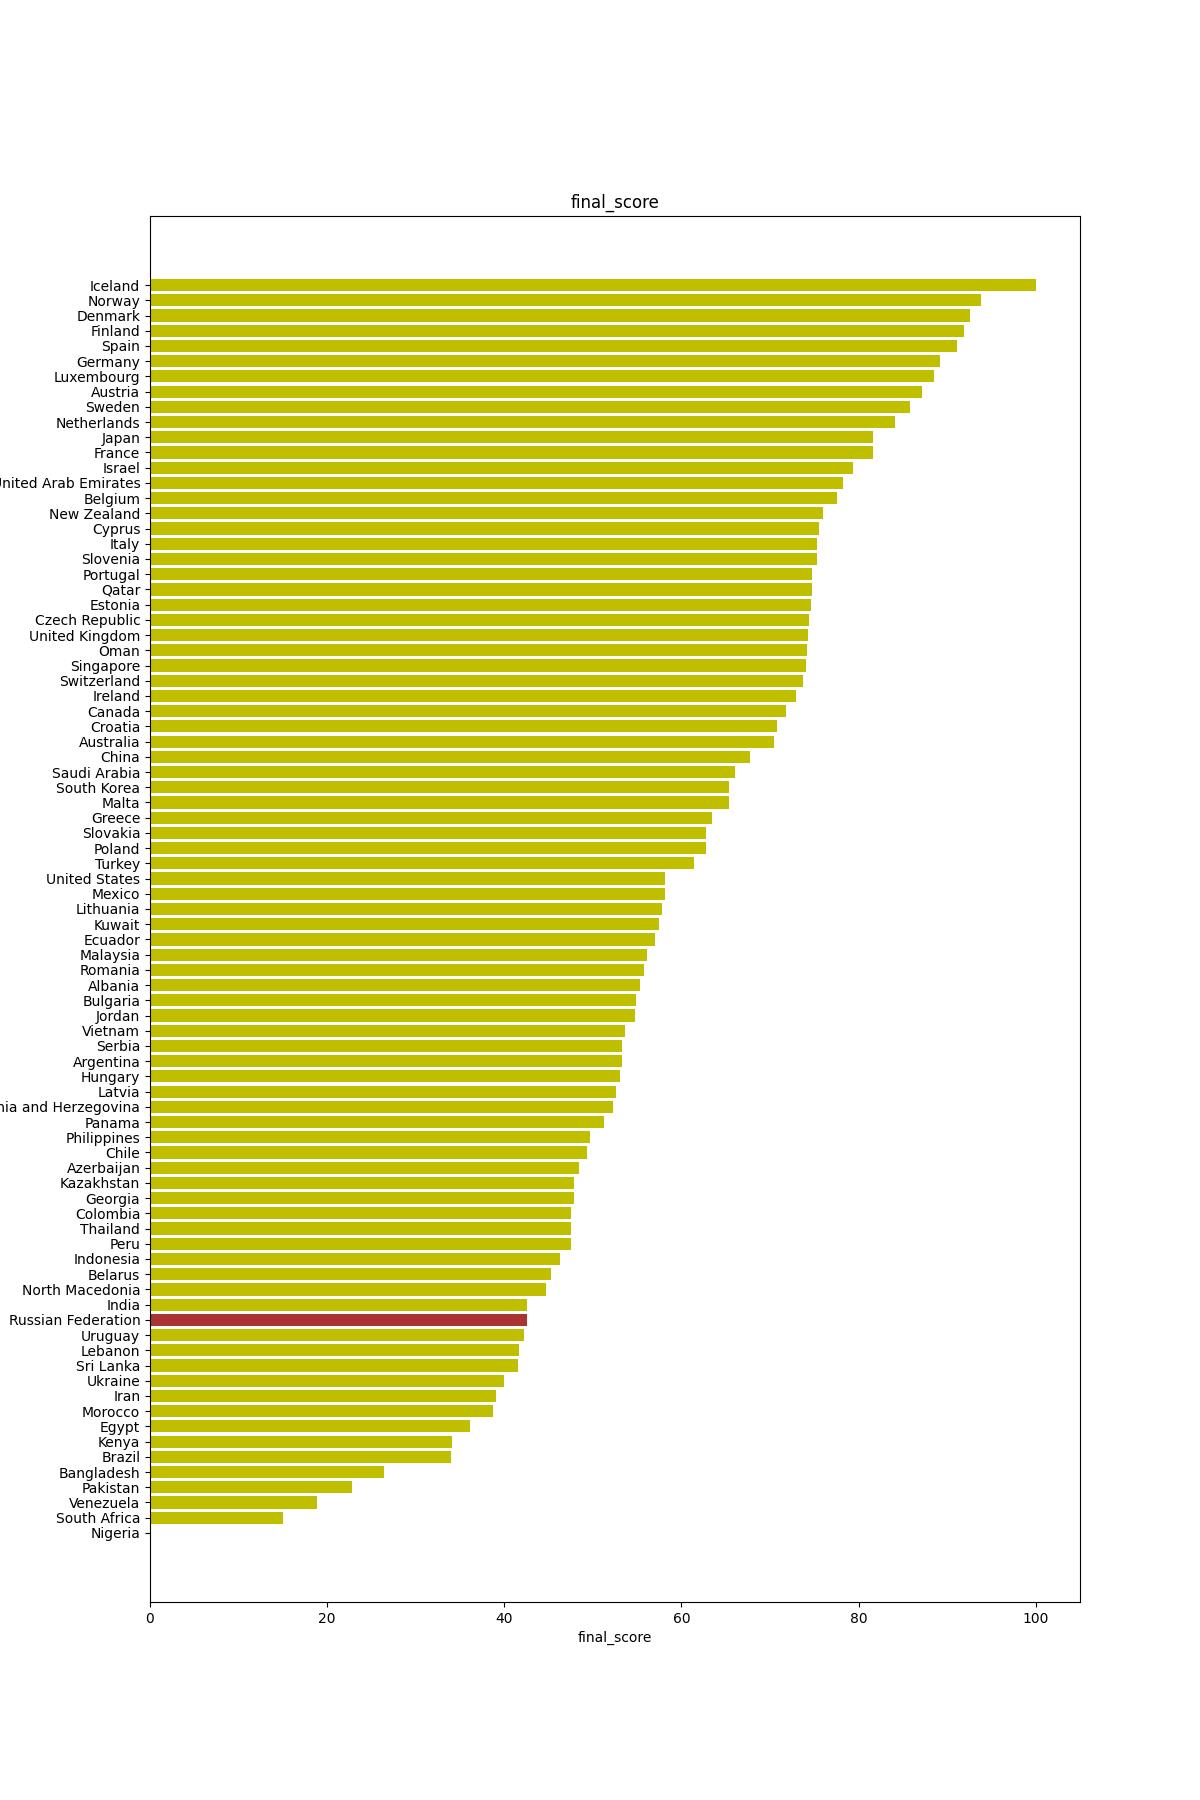 final_score
Iceland
Norway
Denmark
Finland
Spain
Germany
Luxembourg
Austria
Sweden
Netherlands
Japan
France
Israel
United Arab Emirates
Belgium
New Zealand
Cyprus
Italy
Slovenia
Portugal
Qatar
Estonia
Czech Republic
United Kingdom
Oman
Singapore
Switzerland
Ireland
Canada
Croatia
Australia
China
Saudi Arabia
South Korea
Malta
Greece
Slovakia
Poland
Turkey
United States
Mexico
Lithuania
Kuwait
Ecuador
Malaysia
Romania
Albania
Bulgaria
Jordan
Vietnam
Serbia
Argentina
Hungary
Latvia
nia and Herzegovina
Panama
Philippines
Chile
Azerbaijan
Kazakhstan
Georgia
Colombia
Thailand
Peru
Indonesia
Belarus
North Macedonia
India
Russian Federation
Uruguay
Lebanon
Sri Lanka
Ukraine
Iran
Morocco
Egypt
Kenya
Brazil
Bangladesh
Pakistan
Venezuela
South Africa
Nigeria
0 20 40 60 80 100
final_score